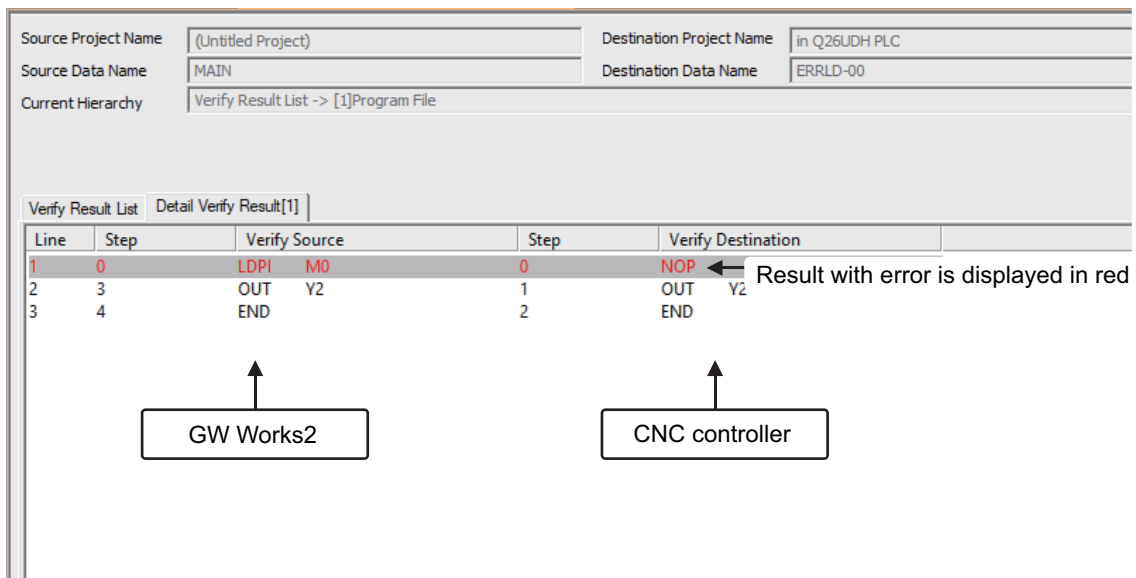 Source Project Name (Untitled Project) Destination Project Name in Q26UDH PLC
Source Data Name MAIN Destination Data Name ERRLD-00
Current Hierarchy Verify Result List -> [1]Program File
Verify Result List Detail Verify Result[1]
Line Step Verify Source Step Verify Destination
1 0 LDPI M0 0 NOP Result with error is displayed in red
2 3 OUT Y2 1 OUT Y2
3 4 END 2 END
GW Works2 CNC controller